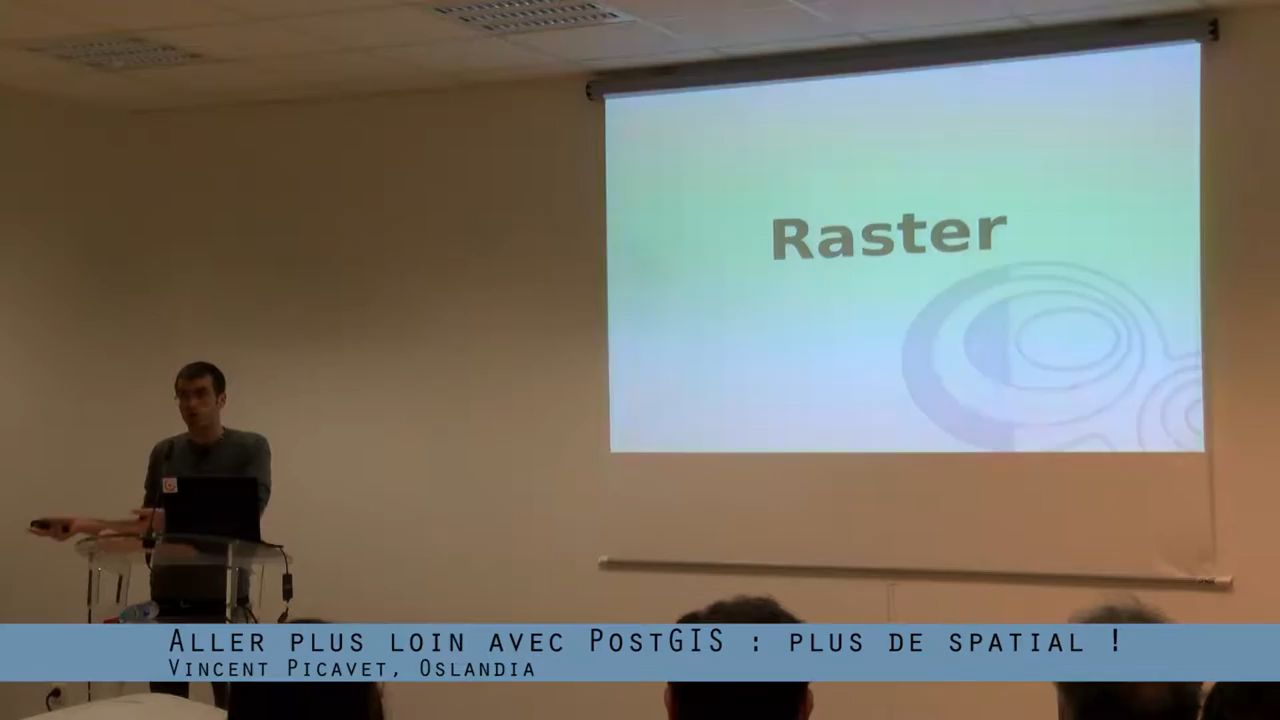 Raster
Aller plus loin avec PostGIS : plus de spatial !
Vincent Picavet, Oslandia